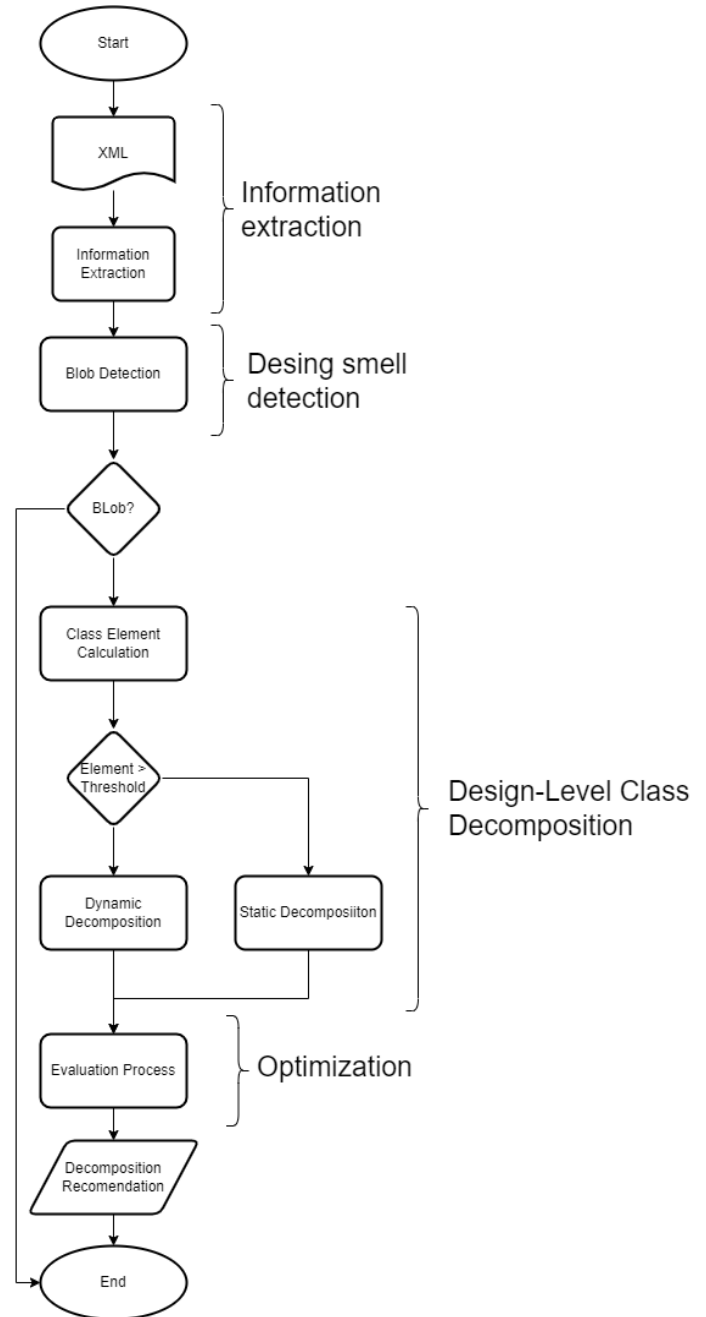 Start
XML
Information
extraction
Information
Extraction
Blob Detection
Desing smell
detection
BLob?
Class Element
Calculation
Element >
Threshold
Design-Level Class
Decomposition
Dynamic
Decomposition
Static Decomposiiton
Evaluation Process
Optimization
Decomposition
Recomendation
End